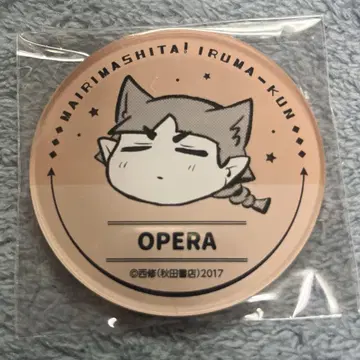 MAIRIMASHITA! IRUMA-KUN
OPERA
©西修(秋田書店)2017